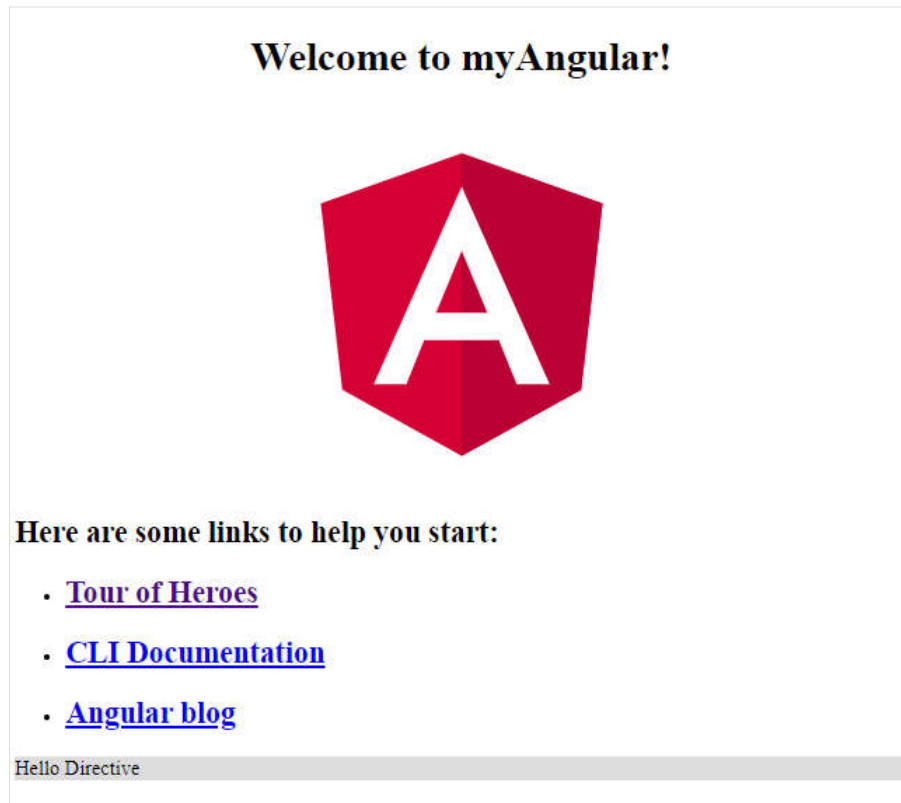 Welcome to myAngular!
A
Here are some links to help you start:
Tour of Heroes
CLI Documentation
Angular blog
Hello Directive